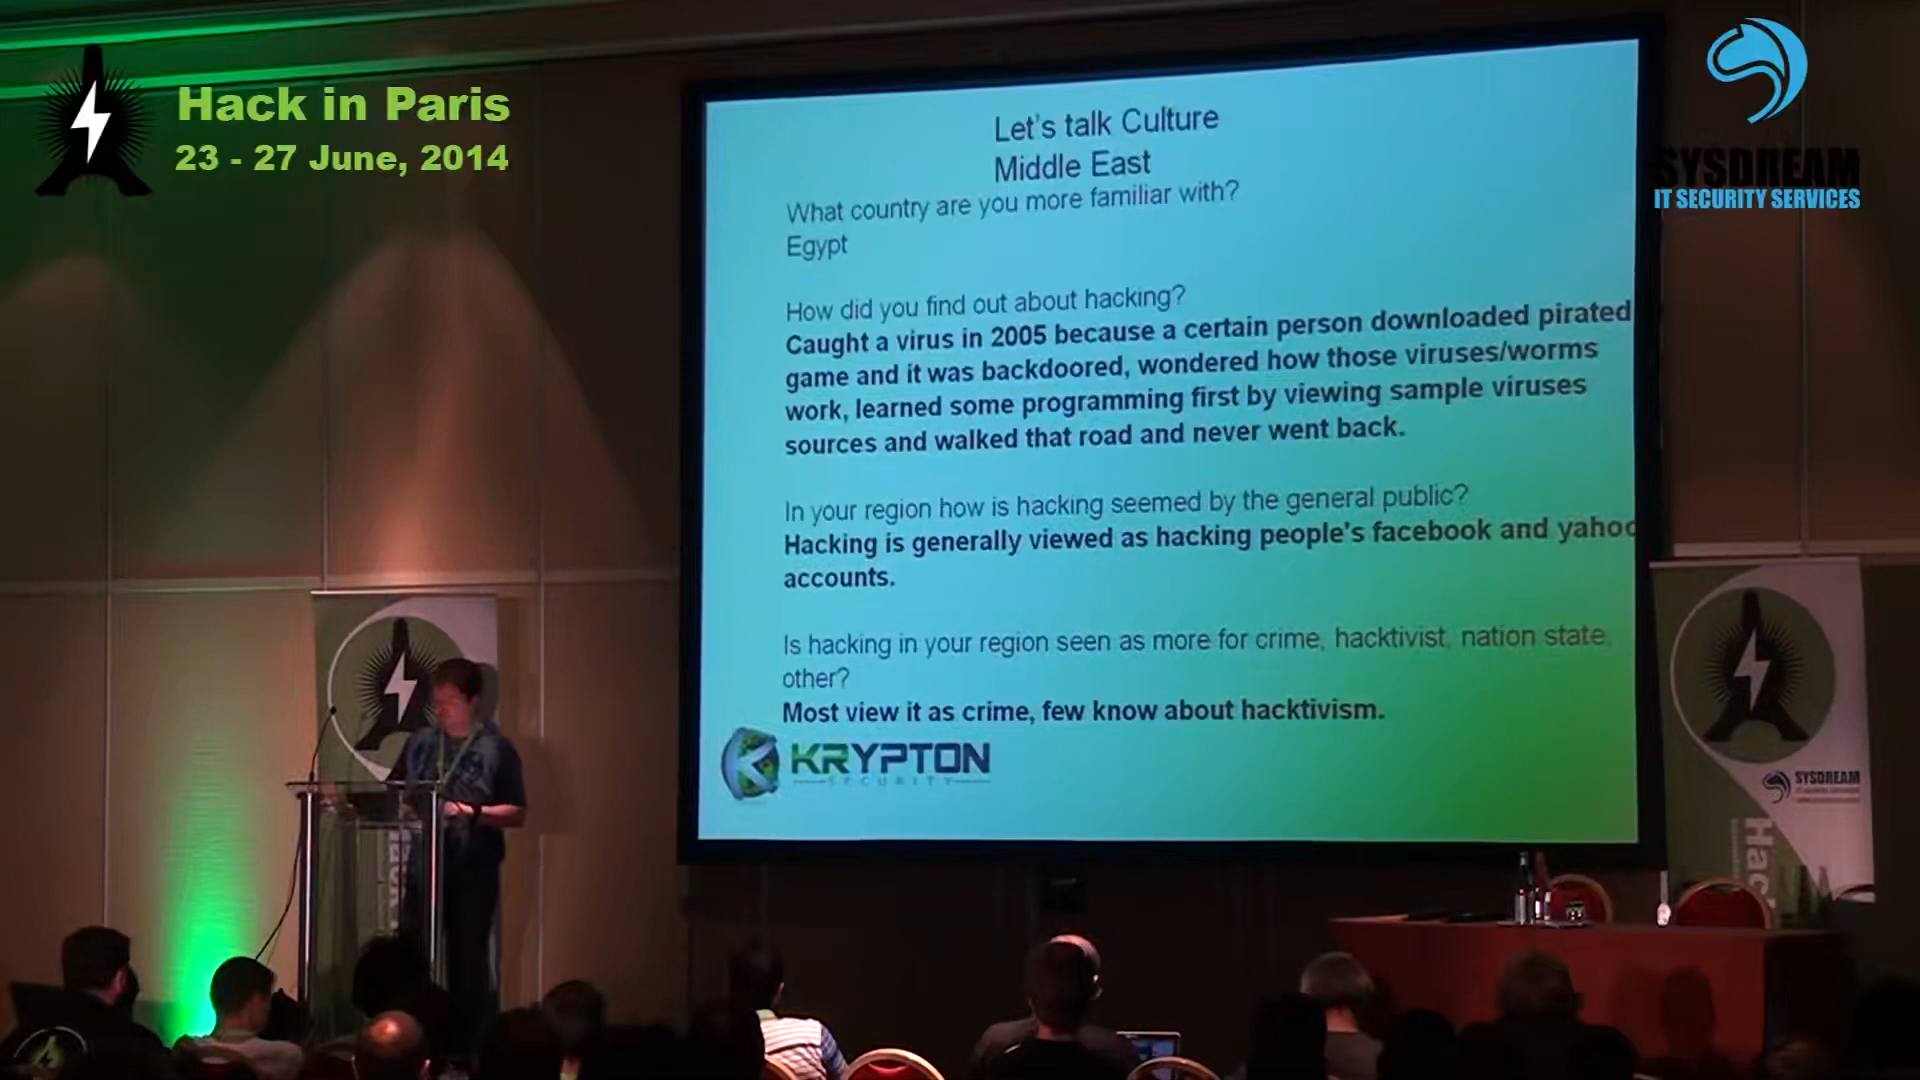 Hack in Paris
23 - 27 June, 2014
SYSDREAM
IT SECURITY SERVICES
Let's talk Culture
Middle East
What country are you more familiar with?
Egypt
How did you find out about hacking?
Caught a virus in 2005 because a certain person downloaded pirated
game and it was backdoored, wondered how those viruses/worms
work, learned some programming first by viewing sample viruses
sources and walked that road and never went back.
In your region how is hacking seemed by the general public?
Hacking is generally viewed as hacking people's facebook and yahoo
accounts.
Is hacking in your region seen as more for crime, hacktivist, nation state,
other?
Most view it as crime, few know about hacktivism.
KRYPTON
SECURITY
SYSDREAM
Hac